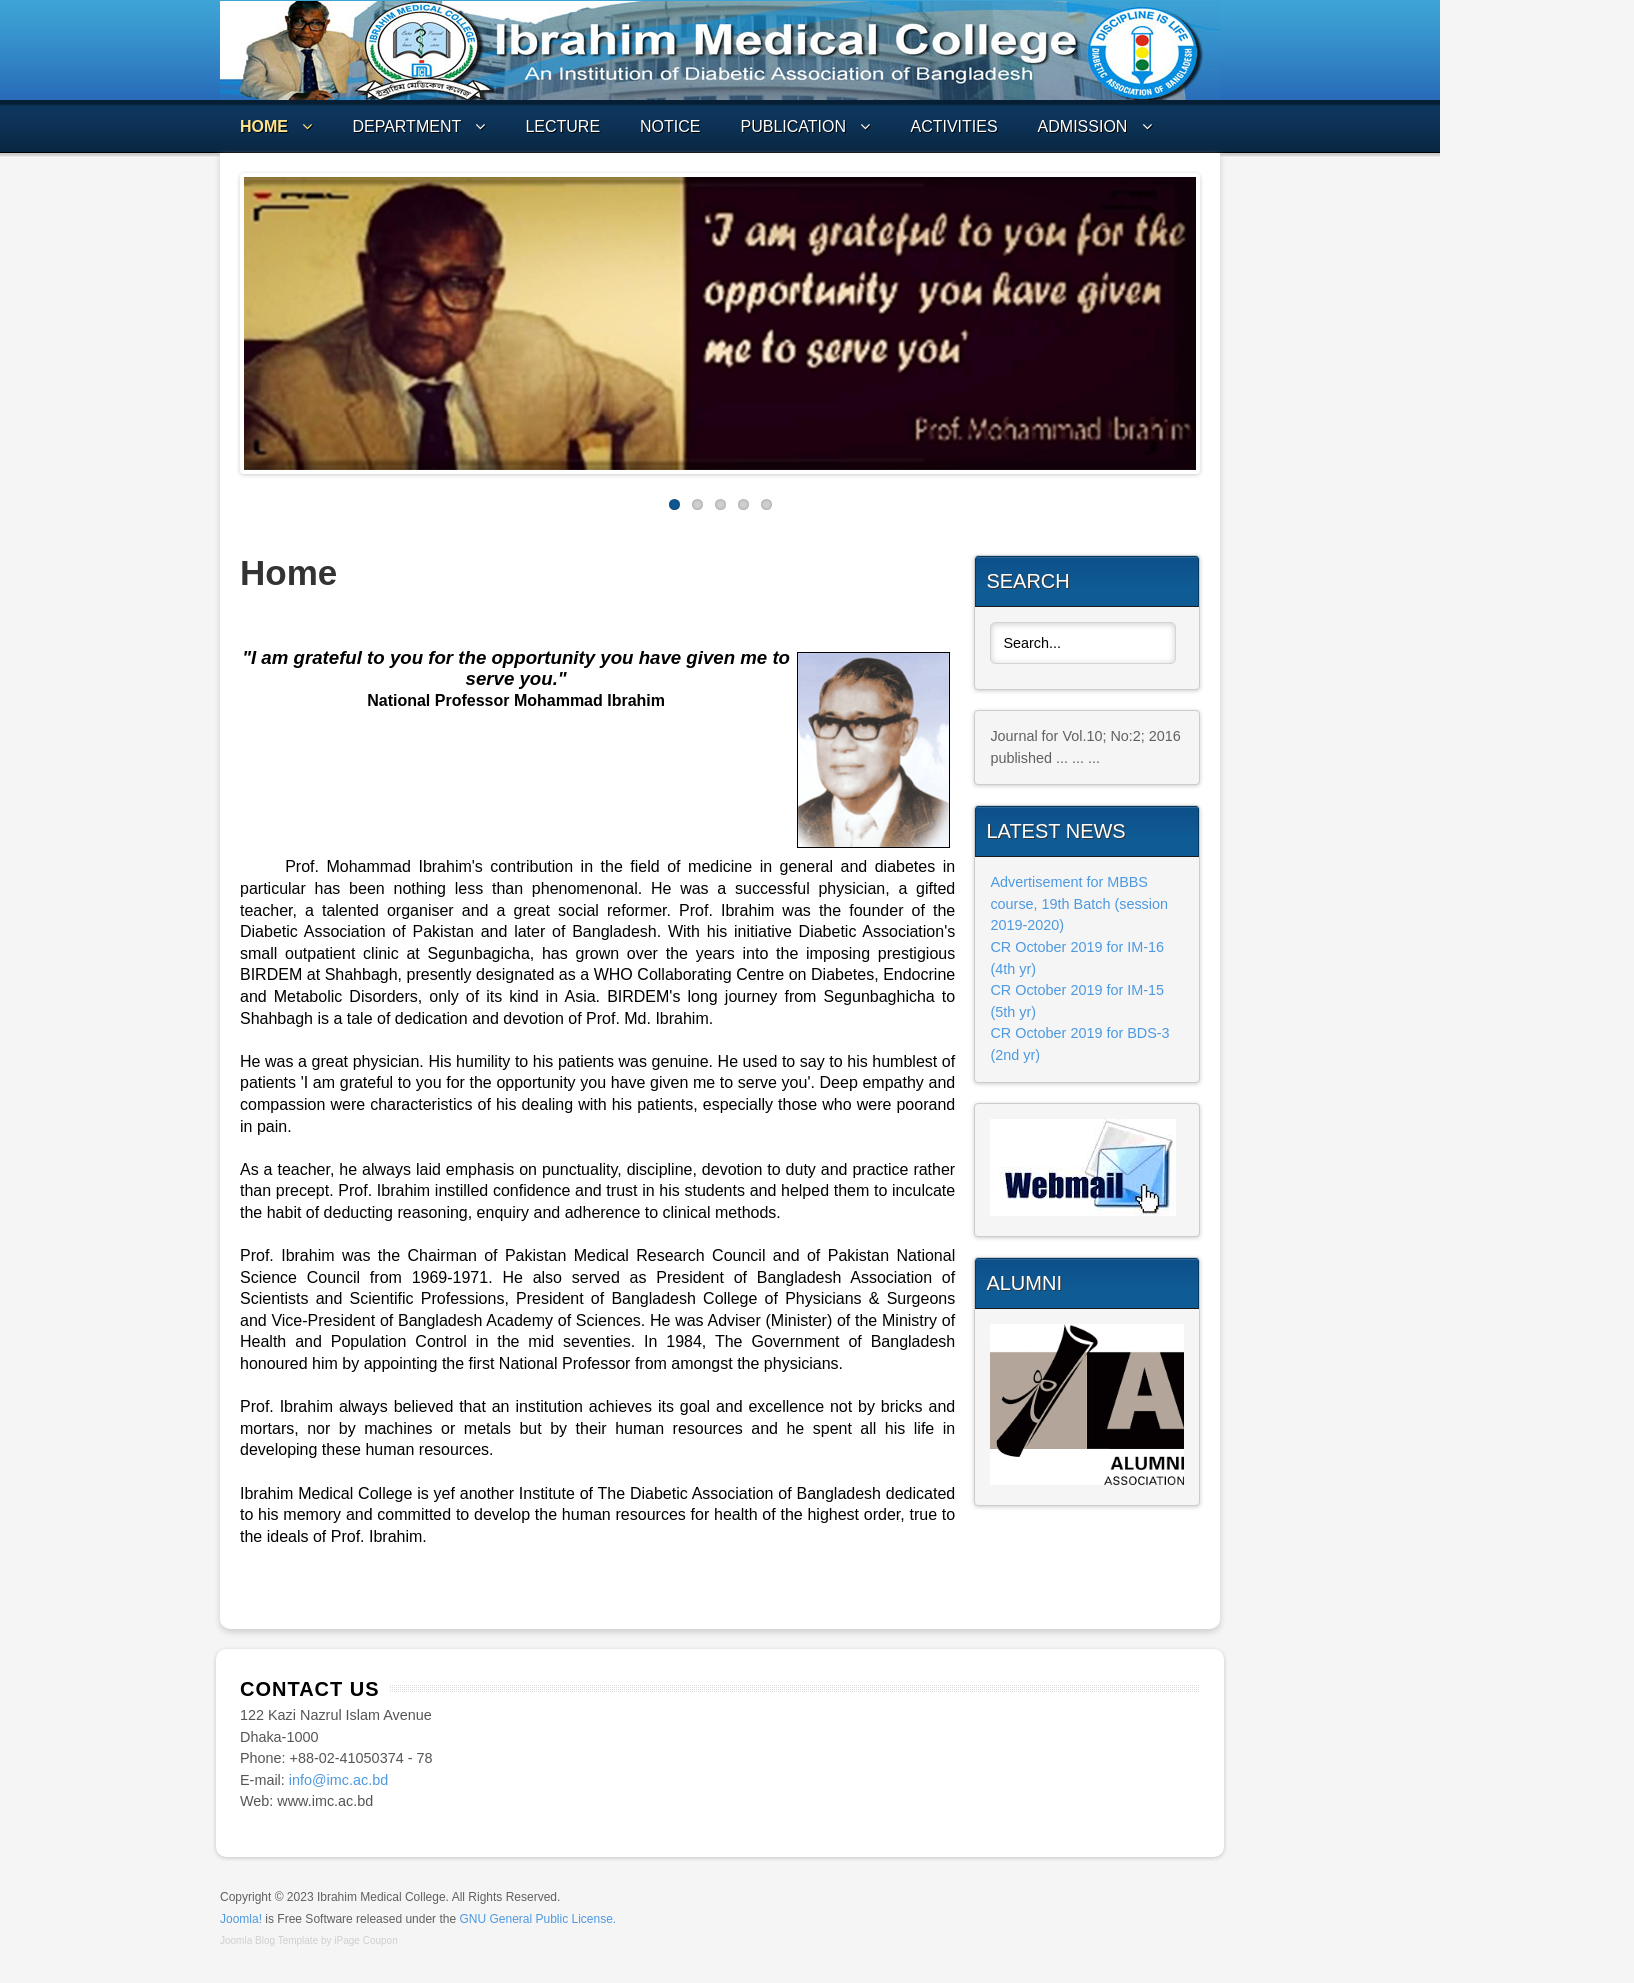 IBRAHIM MEDICAL COLLEGE
ইব্রাহিম মেডিকেল কলেজ
Ibrahim Medical College
An Institution of Diabetic Association of Bangladesh
DISCIPLINE IS LIFE
DIABETIC ASSOCIATION OF BANGLADESH
HOME DEPARTMENT LECTURE NOTICE PUBLICATION ACTIVITIES ADMISSION
'I am grateful to you for the
opportunity you have given
me to serve you'
Prof. Mohammad Ibrahim
Home
"I am grateful to you for the opportunity you have given me to
serve you."
National Professor Mohammad Ibrahim
Prof. Mohammad Ibrahim's contribution in the field of medicine in general and diabetes in
particular has been nothing less than phenomenonal. He was a successful physician, a gifted
teacher, a talented organiser and a great social reformer. Prof. Ibrahim was the founder of the
Diabetic Association of Pakistan and later of Bangladesh. With his initiative Diabetic Association's
small outpatient clinic at Segunbagicha, has grown over the years into the imposing prestigious
BIRDEM at Shahbagh, presently designated as a WHO Collaborating Centre on Diabetes, Endocrine
and Metabolic Disorders, only of its kind in Asia. BIRDEM's long journey from Segunbaghicha to
Shahbagh is a tale of dedication and devotion of Prof. Md. Ibrahim.
He was a great physician. His humility to his patients was genuine. He used to say to his humblest of
patients 'I am grateful to you for the opportunity you have given me to serve you'. Deep empathy and
compassion were characteristics of his dealing with his patients, especially those who were poorand
in pain.
As a teacher, he always laid emphasis on punctuality, discipline, devotion to duty and practice rather
than precept. Prof. Ibrahim instilled confidence and trust in his students and helped them to inculcate
the habit of deducting reasoning, enquiry and adherence to clinical methods.
Prof. Ibrahim was the Chairman of Pakistan Medical Research Council and of Pakistan National
Science Council from 1969-1971. He also served as President of Bangladesh Association of
Scientists and Scientific Professions, President of Bangladesh College of Physicians & Surgeons
and Vice-President of Bangladesh Academy of Sciences. He was Adviser (Minister) of the Ministry of
Health and Population Control in the mid seventies. In 1984, The Government of Bangladesh
honoured him by appointing the first National Professor from amongst the physicians.
Prof. Ibrahim always believed that an institution achieves its goal and excellence not by bricks and
mortars, nor by machines or metals but by their human resources and he spent all his life in
developing these human resources.
Ibrahim Medical College is yef another Institute of The Diabetic Association of Bangladesh dedicated
to his memory and committed to develop the human resources for health of the highest order, true to
the ideals of Prof. Ibrahim.
SEARCH
Search...
Journal for Vol.10; No:2; 2016
published ... ... ...
LATEST NEWS
Advertisement for MBBS
course, 19th Batch (session
2019-2020)
CR October 2019 for IM-16
(4th yr)
CR October 2019 for IM-15
(5th yr)
CR October 2019 for BDS-3
(2nd yr)
Webmail
ALUMNI
A
ALUMNI
ASSOCIATION
CONTACT US
122 Kazi Nazrul Islam Avenue
Dhaka-1000
Phone: +88-02-41050374 - 78
E-mail: info@imc.ac.bd
Web: www.imc.ac.bd
Copyright © 2023 Ibrahim Medical College. All Rights Reserved.
Joomla! is Free Software released under the GNU General Public License.
Joomla Blog Template by iPage Coupon